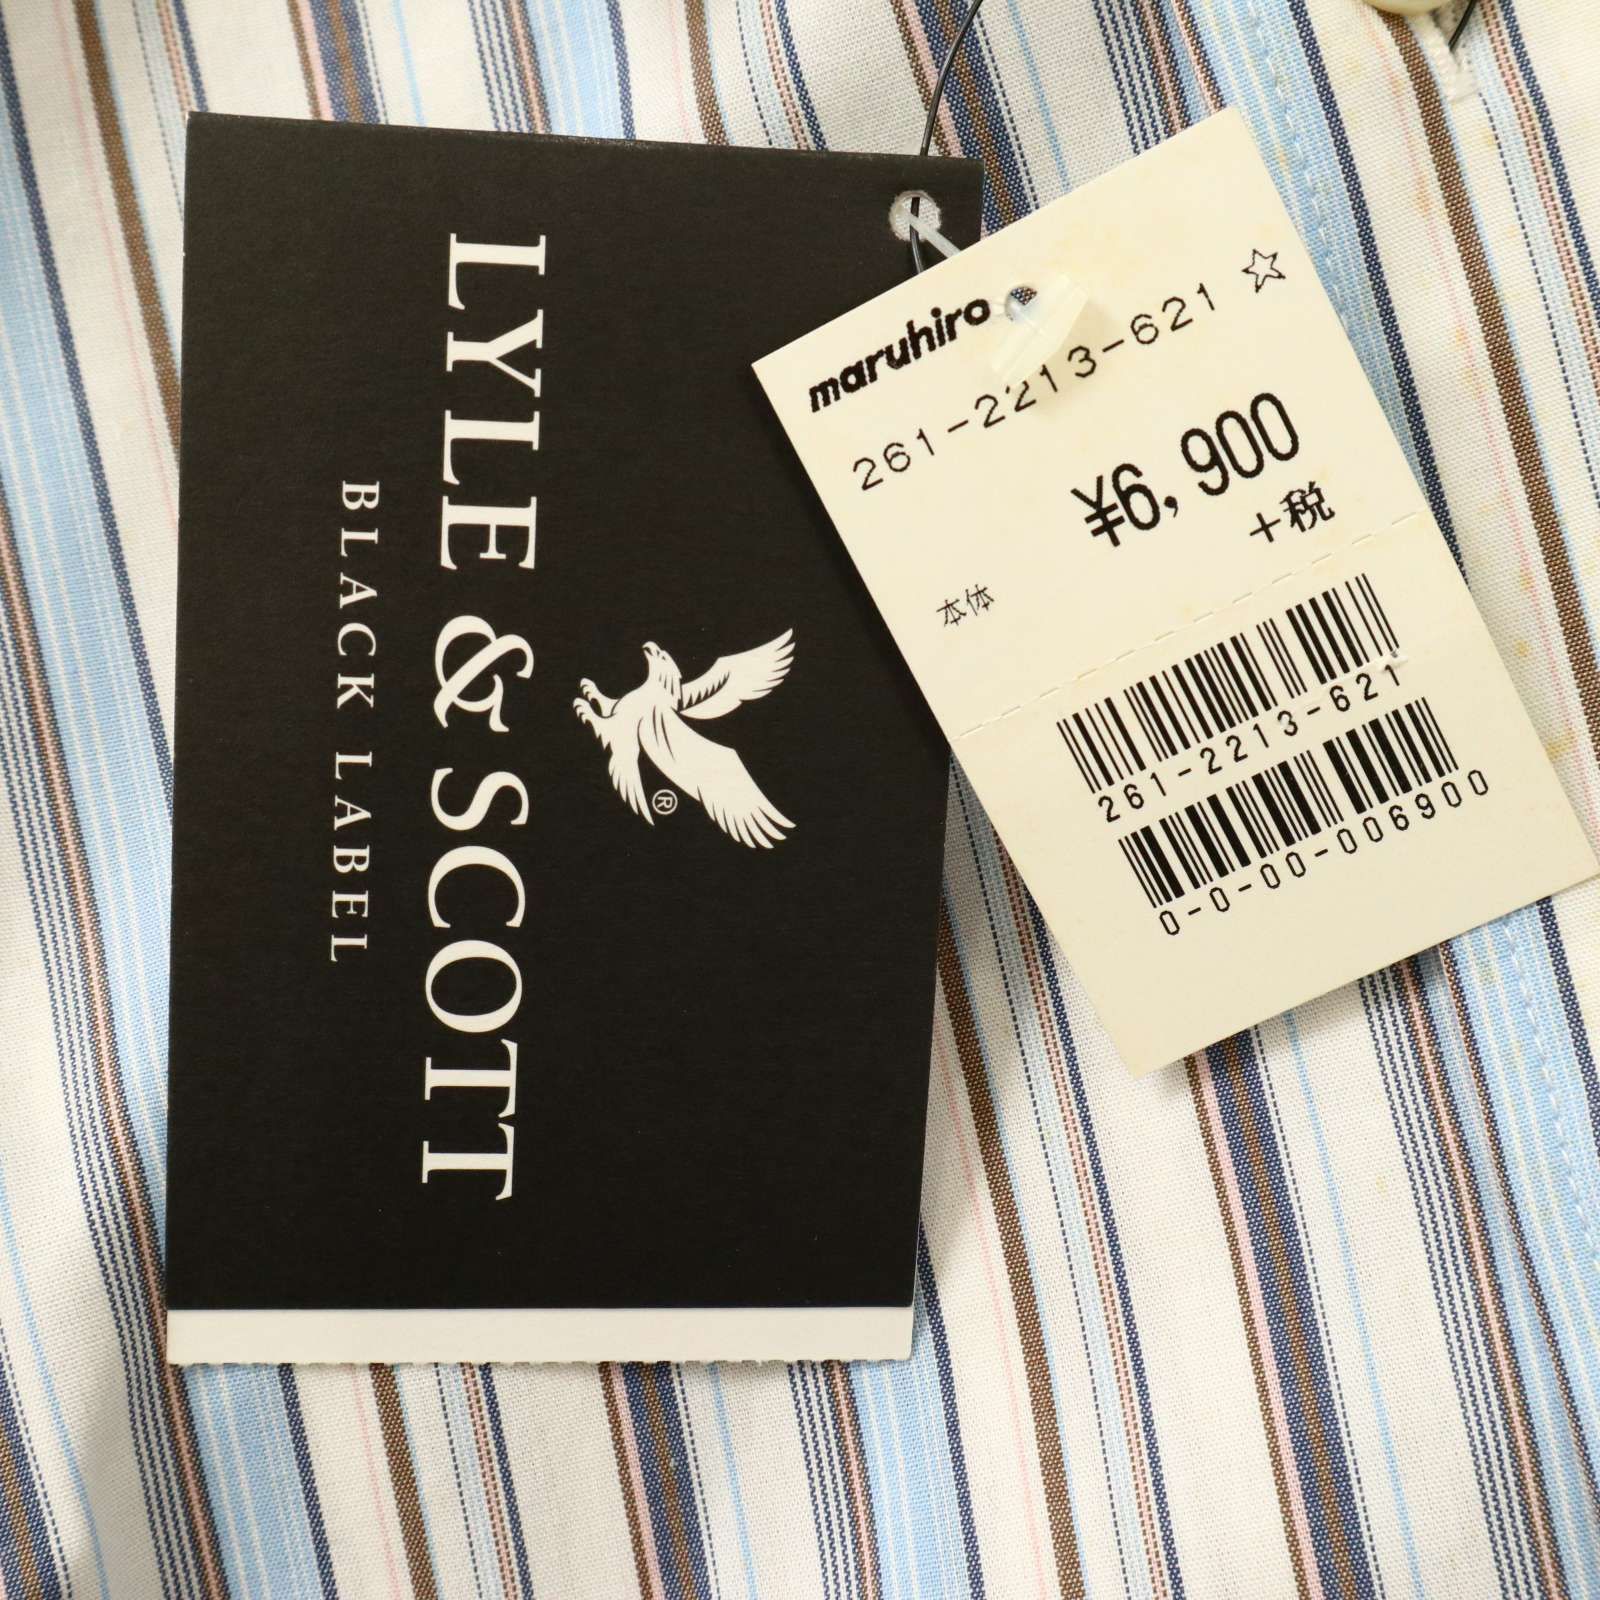 LYLE & SCOTT
BLACK LABEL
®
maruhiro
261-2213-621 ☆
¥6,900
+税
本体
261-2213-621
0-0-00-006900